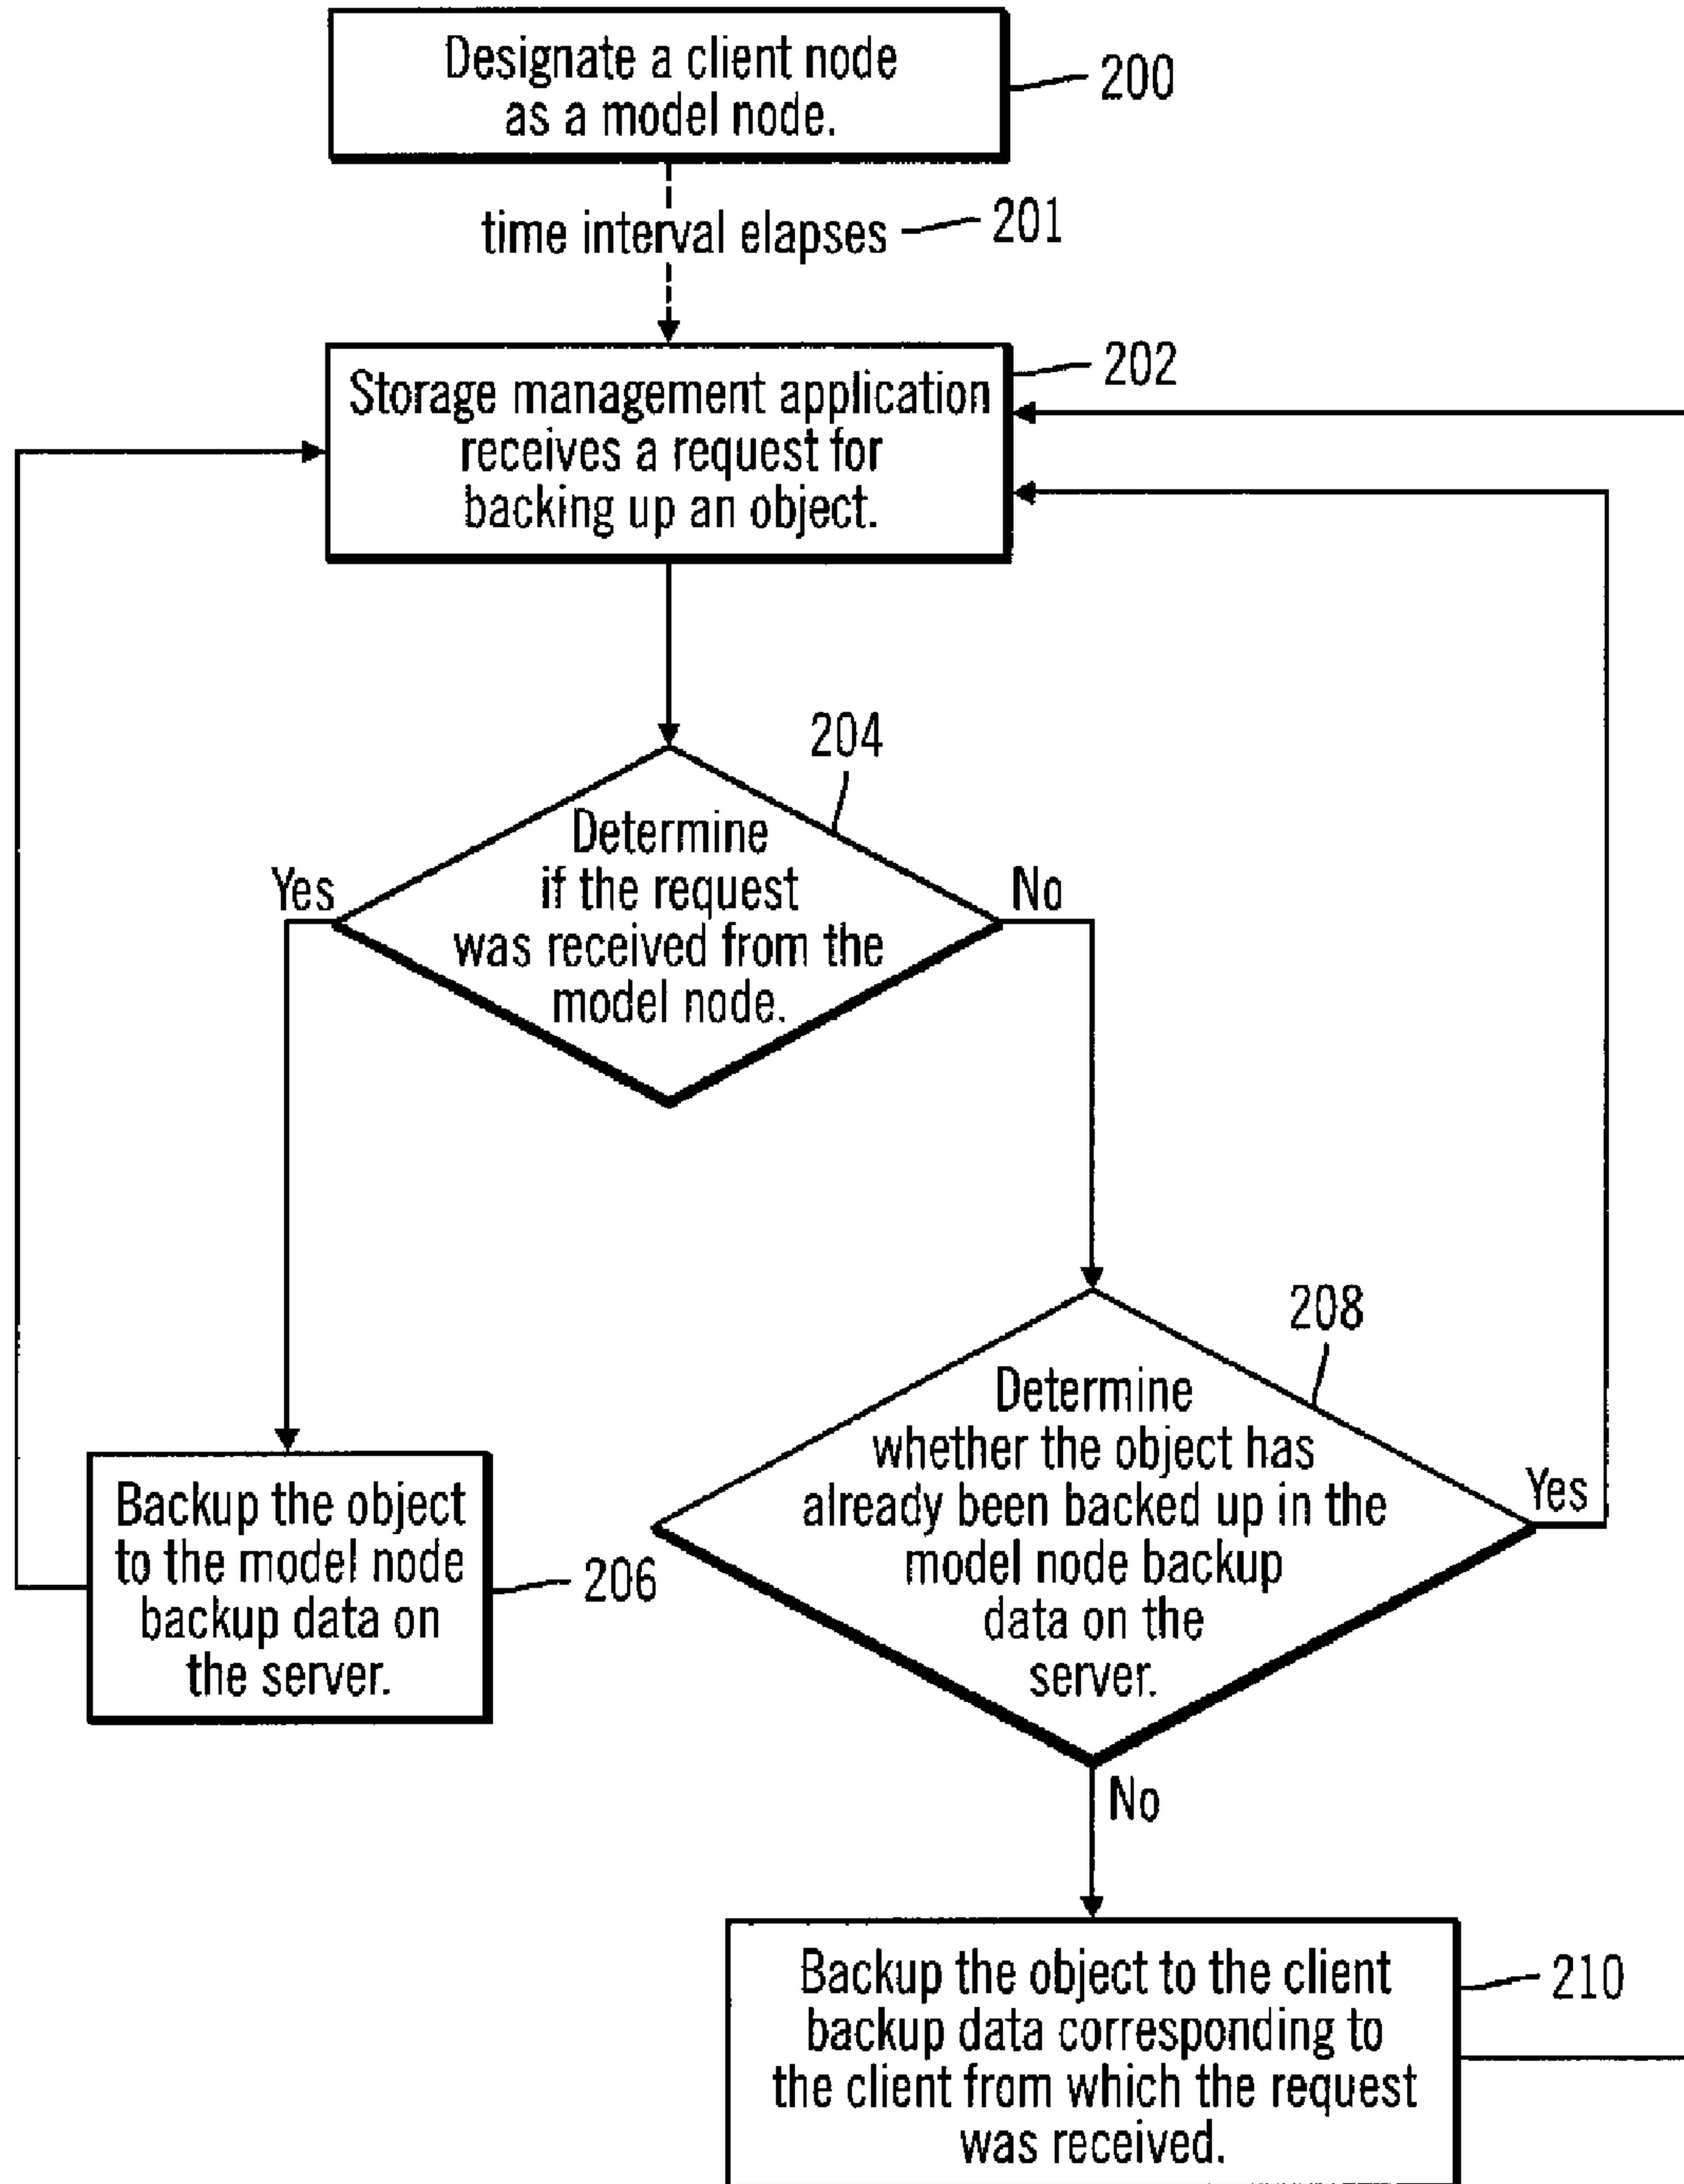 Designate a client node
as a model node.
200
time interval elapses
201
Storage management application
receives a request for
backing up an object.
202
204
Determine
if the request
was received from the
model node.
Yes
No
208
Determine
whether the object has
already been backed up in the
model node backup
data on the
server.
Yes
No
Backup the object
to the model node
backup data on
the server.
206
Backup the object to the client
backup data corresponding to
the client from which the request
was received.
210